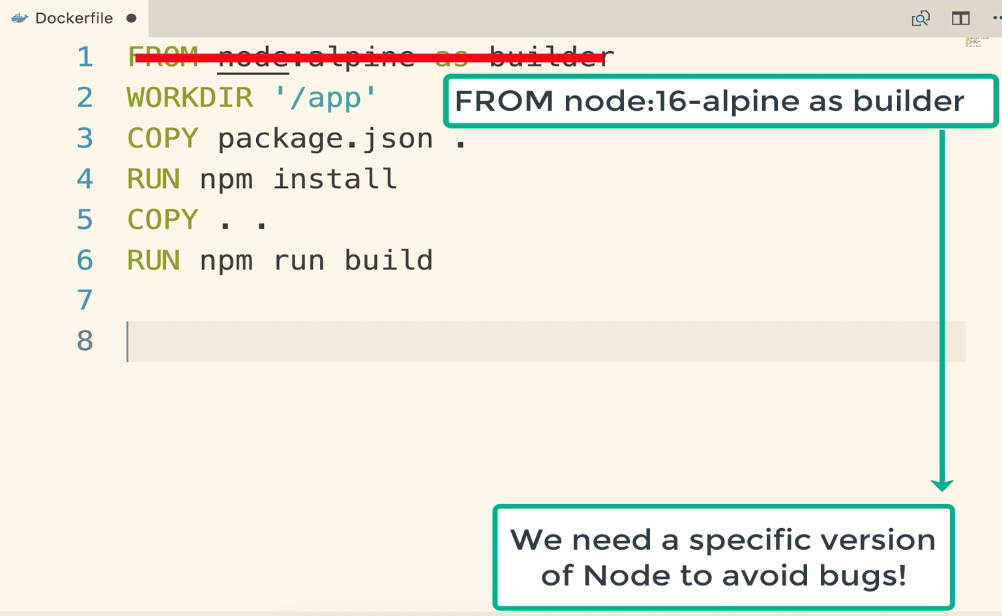 Dockerfile
1 FROM node:alpine as builder
FROM node:16-alpine as builder
2 WORKDIR '/app'
3 COPY package.json .
4 RUN npm install
5 COPY . .
6 RUN npm run build
7
8
We need a specific version
of Node to avoid bugs!